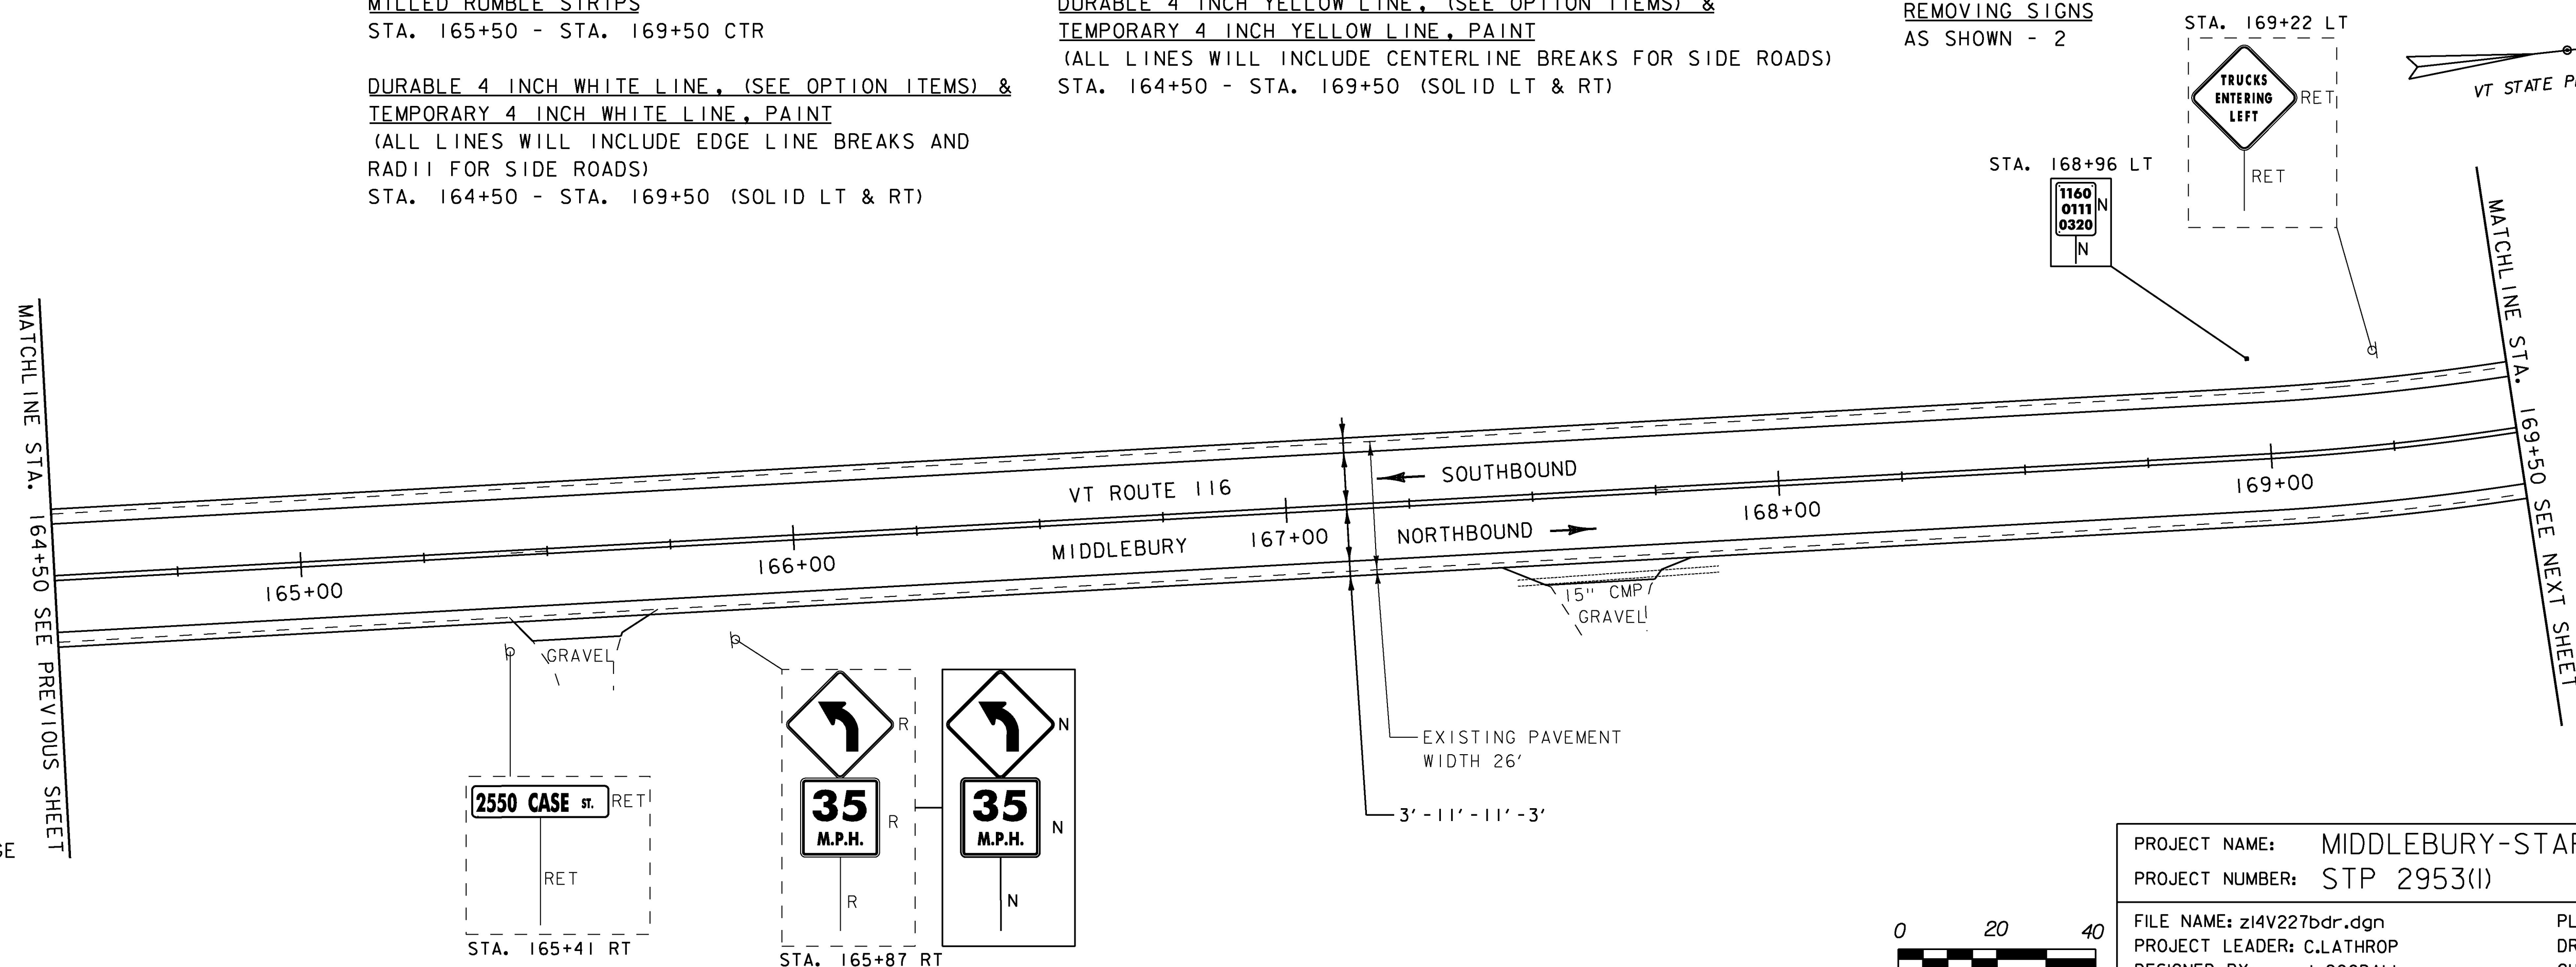 MILLED RUMBLE STRIPS
STA. 165+50 - STA. 169+50 CTR
DURABLE 4 INCH WHITE LINE, (SEE OPTION ITEMS) &
TEMPORARY 4 INCH WHITE LINE, PAINT
(ALL LINES WILL INCLUDE EDGE LINE BREAKS AND
RADII FOR SIDE ROADS)
STA. 164+50 - STA. 169+50 (SOLID LT & RT)
DURABLE 4 INCH YELLOW LINE, (SEE OPTION ITEMS) &
TEMPORARY 4 INCH YELLOW LINE, PAINT
(ALL LINES WILL INCLUDE CENTERLINE BREAKS FOR SIDE ROADS)
STA. 164+50 - STA. 169+50 (SOLID LT & RT)
REMOVING SIGNS
AS SHOWN - 2
STA. 169+22 LT
TRUCKS
ENTERING
LEFT
RET
RET
VT STATE
STA. 168+96 LT
1160
0111
0320
N
N
MATCHLINE STA. 164+50 SEE PREVIOUS SHEET
MATCHLINE STA. 169+50 SEE NEXT SHEET
SOUTHBOUND
VT ROUTE 116
NORTHBOUND
MIDDLEBURY
165+00
166+00
167+00
168+00
169+00
GRAVEL
15" CMP
GRAVEL
2550 CASE ST.
RET
RET
STA. 165+41 RT
35
M.P.H.
R
R
R
STA. 165+87 RT
35
M.P.H.
N
N
N
EXISTING PAVEMENT
WIDTH 26'
3'-11'-11'-3'
0 20 40
PROJECT NAME: MIDDLEBURY-STAR
PROJECT NUMBER: STP 2953(1)
FILE NAME: z14V227bdr.dgn
PROJECT LEADER: C.LATHROP